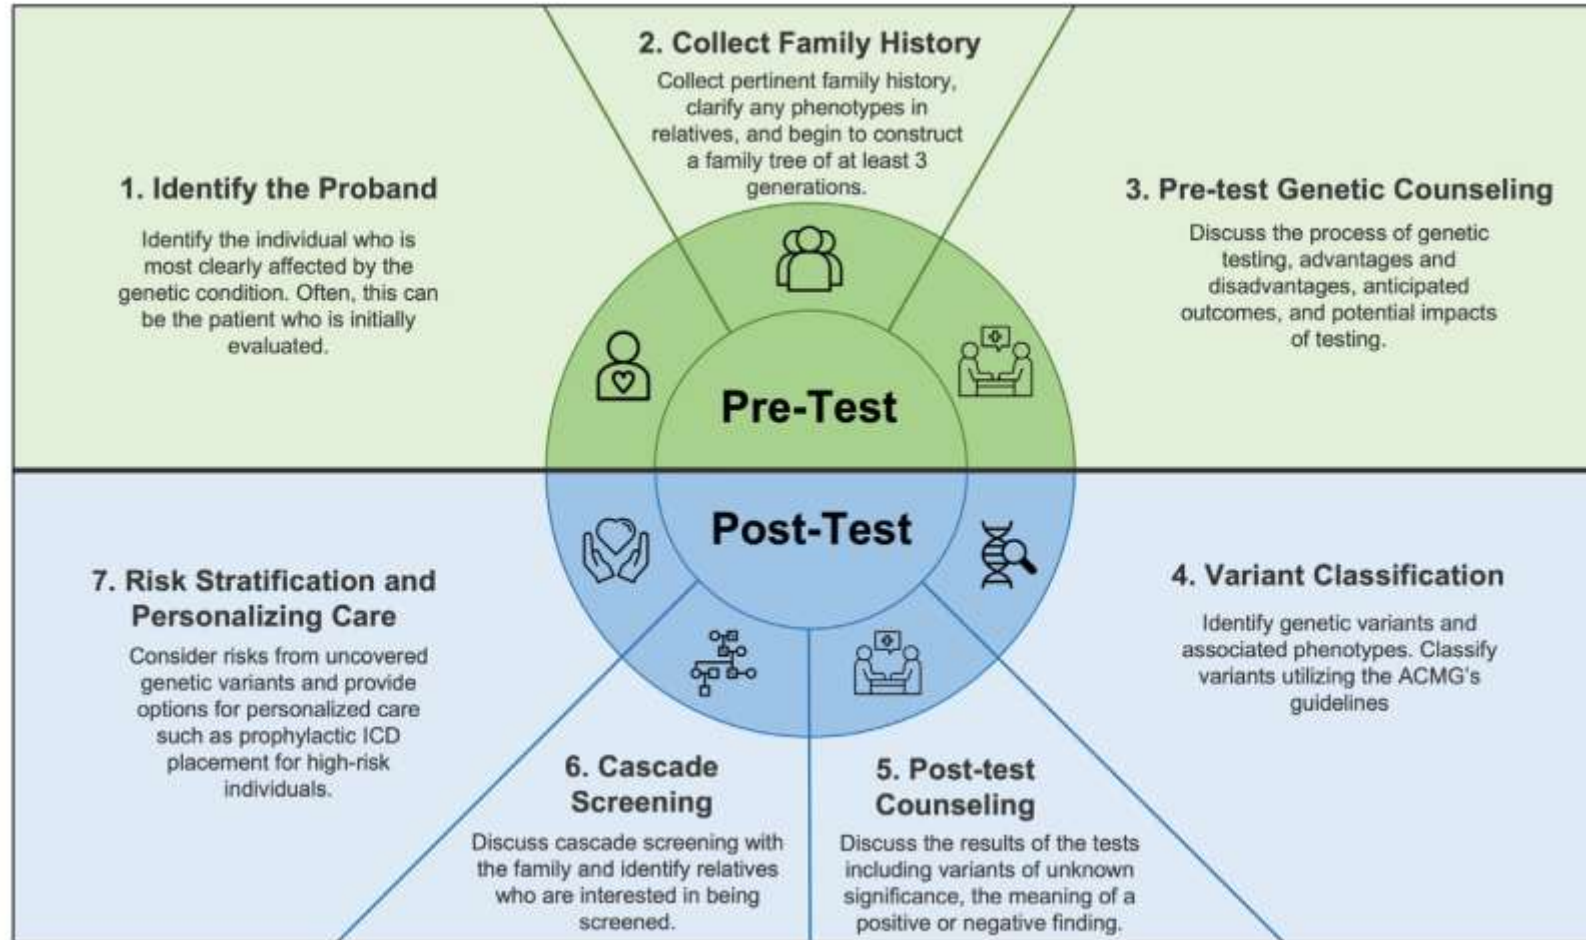 1. Identify the Proband
Identify the individual who is
most clearly affected by the
genetic condition. Often, this can
be the patient who is initially
evaluated.
2. Collect Family History
Collect pertinent family history,
clarify any phenotypes in
relatives, and begin to construct
a family tree of at least 3
generations.
3. Pre-test Genetic Counseling
Discuss the process of genetic
testing, advantages and
disadvantages, anticipated
outcomes, and potential impacts
of testing.
Pre-Test
Post-Test
4. Variant Classification
Identify genetic variants and
associated phenotypes. Classify
variants utilizing the ACMG's
guidelines
5. Post-test
Counseling
Discuss the results of the tests
including variants of unknown
significance, the meaning of a
positive or negative finding.
6. Cascade
Screening
Discuss cascade screening with
the family and identify relatives
who are interested in being
screened.
7. Risk Stratification and
Personalizing Care
Consider risks from uncovered
genetic variants and provide
options for personalized care
such as prophylactic ICD
placement for high-risk
individuals.